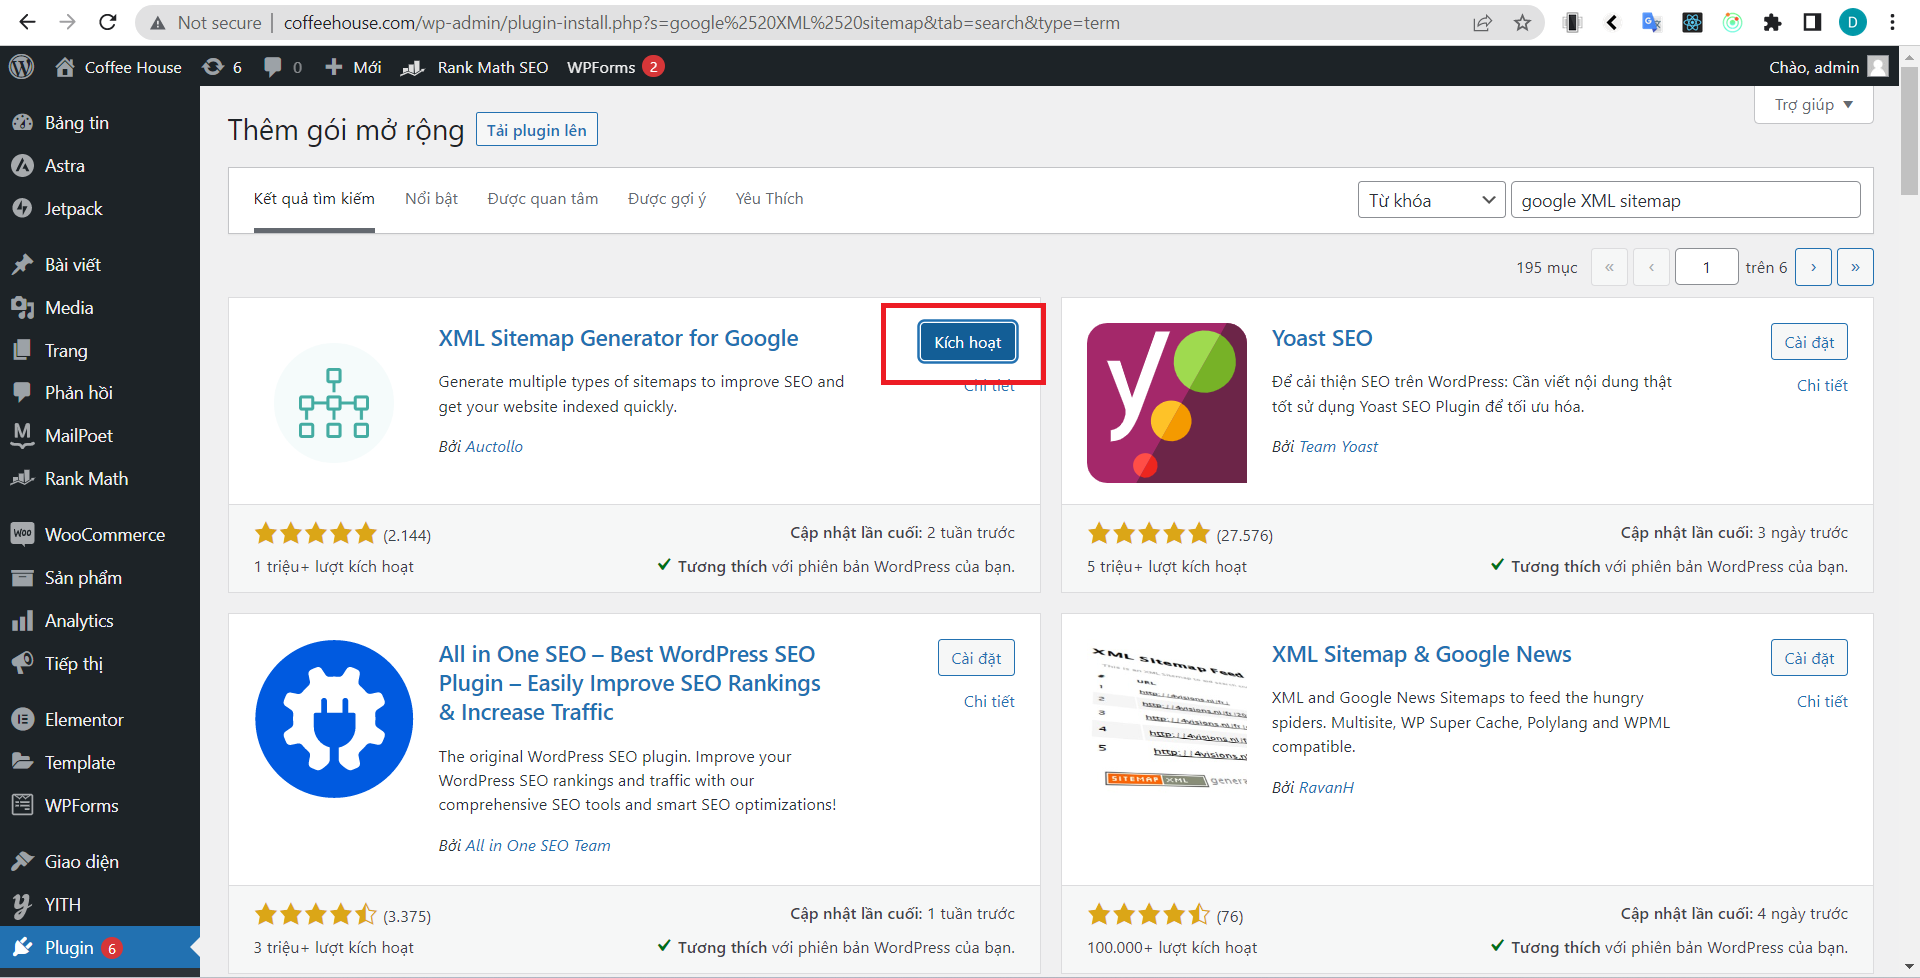 Not secure | coffeehouse.com/wp-admin/plugin-install.php?s=google%2520XML%2520sitemap&tab=search&type=term
D
Coffee House 6 0 Mới Rank Math SEO WPForms 2 Chào, admin
Trợ giúp
Bảng tin
Astra
Jetpack
Bài viết
Media
Trang
Phản hồi
MailPoet
Rank Math
WooCommerce
Sản phẩm
Analytics
Tiếp thị
Elementor
Template
WPForms
Giao diện
YITH
Plugin 6
Thêm gói mở rộng Tải plugin lên
Kết quả tìm kiếm Nổi bật Được quan tâm Được gợi ý Yêu Thích Từ khóa google XML sitemap
195 mục « ‹ 1 trên 6 › »
XML Sitemap Generator for Google
Kích hoạt
Chi tiết
Generate multiple types of sitemaps to improve SEO and
get your website indexed quickly.
Bởi Auctollo
(2.144)
Cập nhật lần cuối: 2 tuần trước
1 triệu+ lượt kích hoạt
Tương thích với phiên bản WordPress của bạn.
Yoast SEO
Cài đặt
Chi tiết
Để cải thiện SEO trên WordPress: Cần viết nội dung thật
tốt sử dụng Yoast SEO Plugin để tối ưu hóa.
Bởi Team Yoast
(27.576)
Cập nhật lần cuối: 3 ngày trước
5 triệu+ lượt kích hoạt
Tương thích với phiên bản WordPress của bạn.
All in One SEO – Best WordPress SEO
Plugin – Easily Improve SEO Rankings
& Increase Traffic
Cài đặt
Chi tiết
The original WordPress SEO plugin. Improve your
WordPress SEO rankings and traffic with our
comprehensive SEO tools and smart SEO optimizations!
Bởi All in One SEO Team
(3.375)
Cập nhật lần cuối: 1 tuần trước
3 triệu+ lượt kích hoạt
Tương thích với phiên bản WordPress của bạn.
XML Sitemap Feed
XML Sitemap & Google News
Cài đặt
Chi tiết
XML and Google News Sitemaps to feed the hungry
spiders. Multisite, WP Super Cache, Polylang and WPML
compatible.
Bởi RavanH
(76)
Cập nhật lần cuối: 4 ngày trước
100.000+ lượt kích hoạt
Tương thích với phiên bản WordPress của bạn.